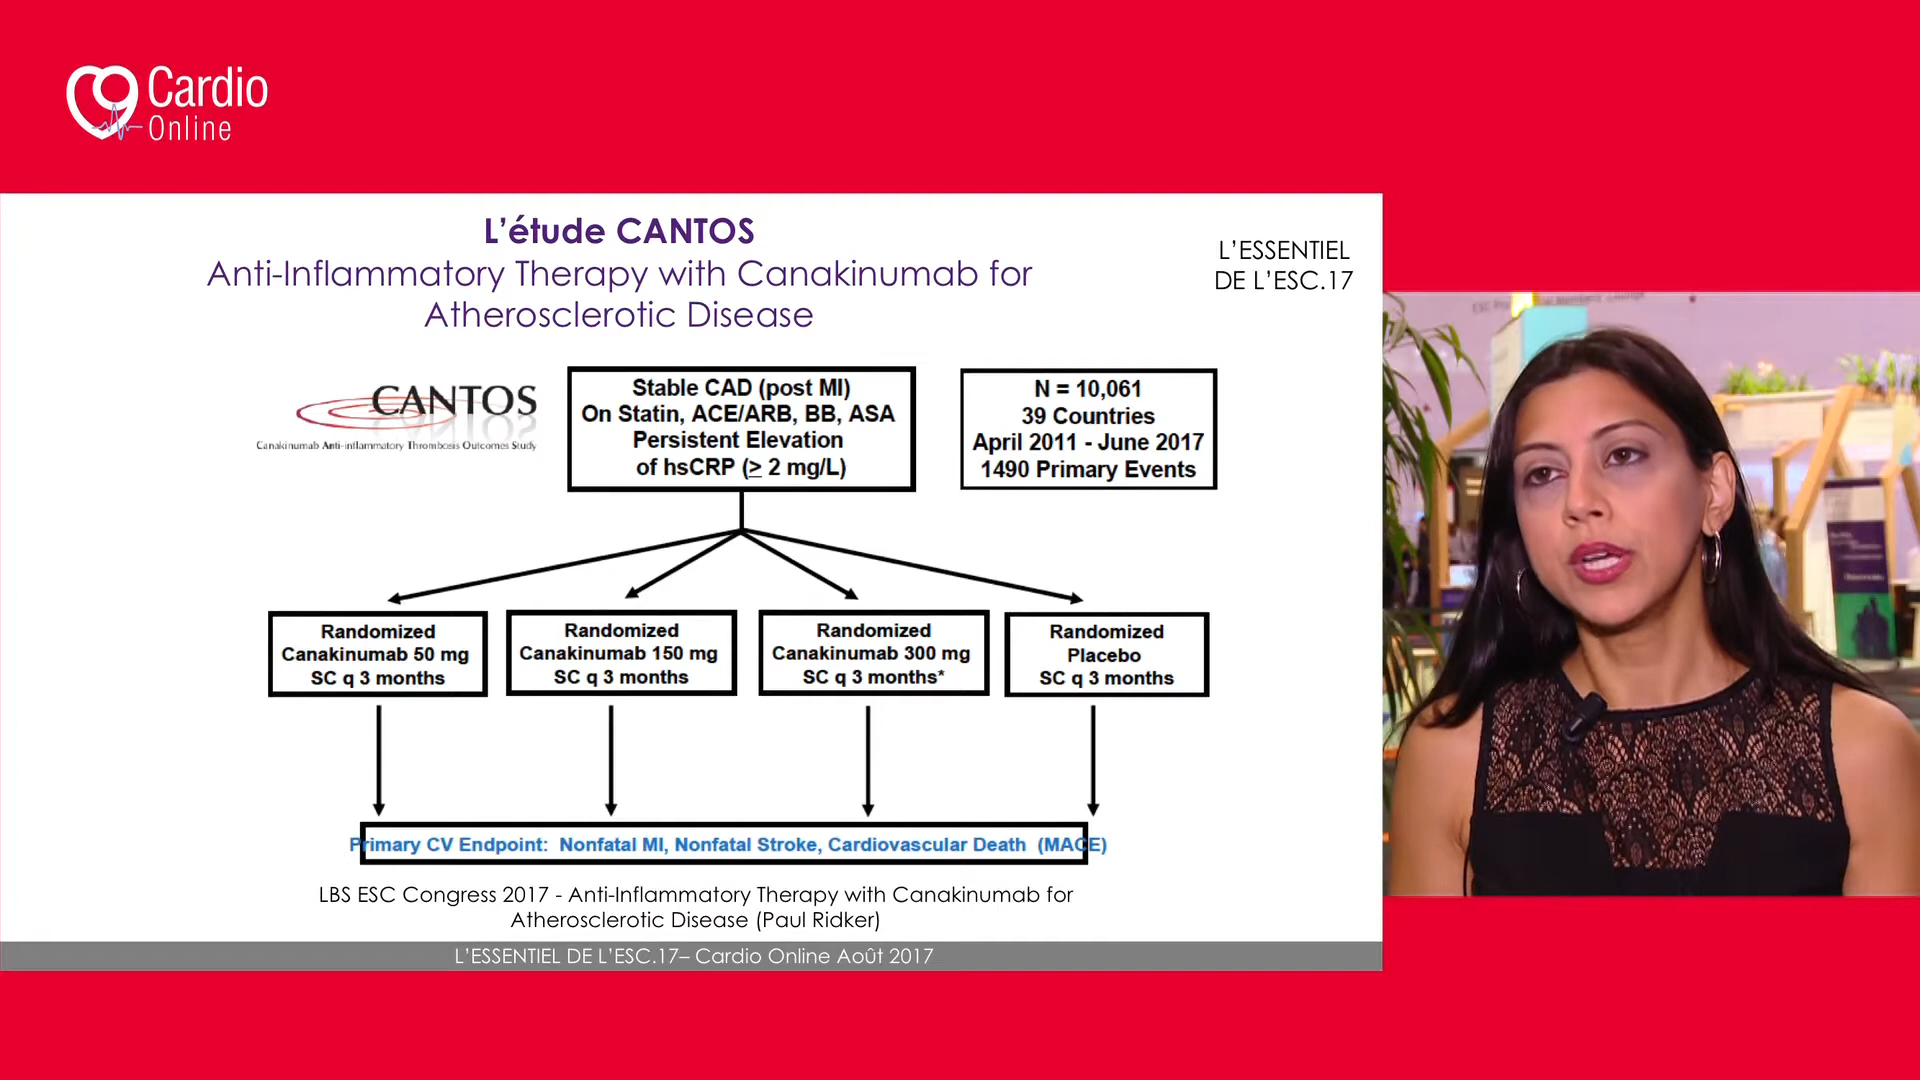 Cardio
Online
L'étude CANTOS
Anti-Inflammatory Therapy with Canakinumab for
Atherosclerotic Disease
L'ESSENTIEL
DE L'ESC.17
CANTOS
Canakinumab Anti-inflammatory Thrombosis Outcomes Study
Stable CAD (post MI)
On Statin, ACE/ARB, BB, ASA
Persistent Elevation
of hsCRP (≥ 2 mg/L)
N = 10,061
39 Countries
April 2011 - June 2017
1490 Primary Events
Randomized
Canakinumab 50 mg
SC q 3 months
Randomized
Canakinumab 150 mg
SC q 3 months
Randomized
Canakinumab 300 mg
SC q 3 months*
Randomized
Placebo
SC q 3 months
Primary CV Endpoint: Nonfatal MI, Nonfatal Stroke, Cardiovascular Death (MACE)
LBS ESC Congress 2017 - Anti-Inflammatory Therapy with Canakinumab for
Atherosclerotic Disease (Paul Ridker)
L'ESSENTIEL DE L'ESC.17– Cardio Online Août 2017